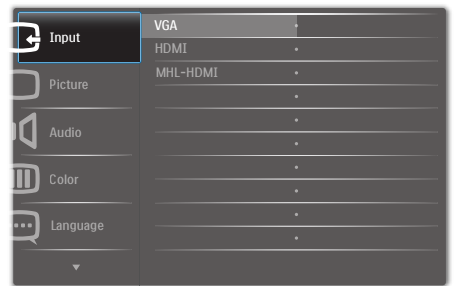 Input
VGA
HDMI
MHL-HDMI
Picture
Audio
Color
Language